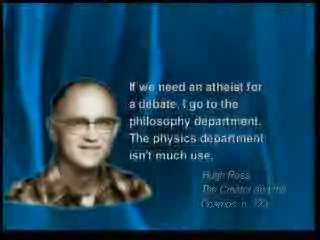 If we need an atheist for
a debate, I go to the
philosophy department.
The physics department
isn't much use.
Hugh Ross
The Creator and the
Cosmos, p. 123